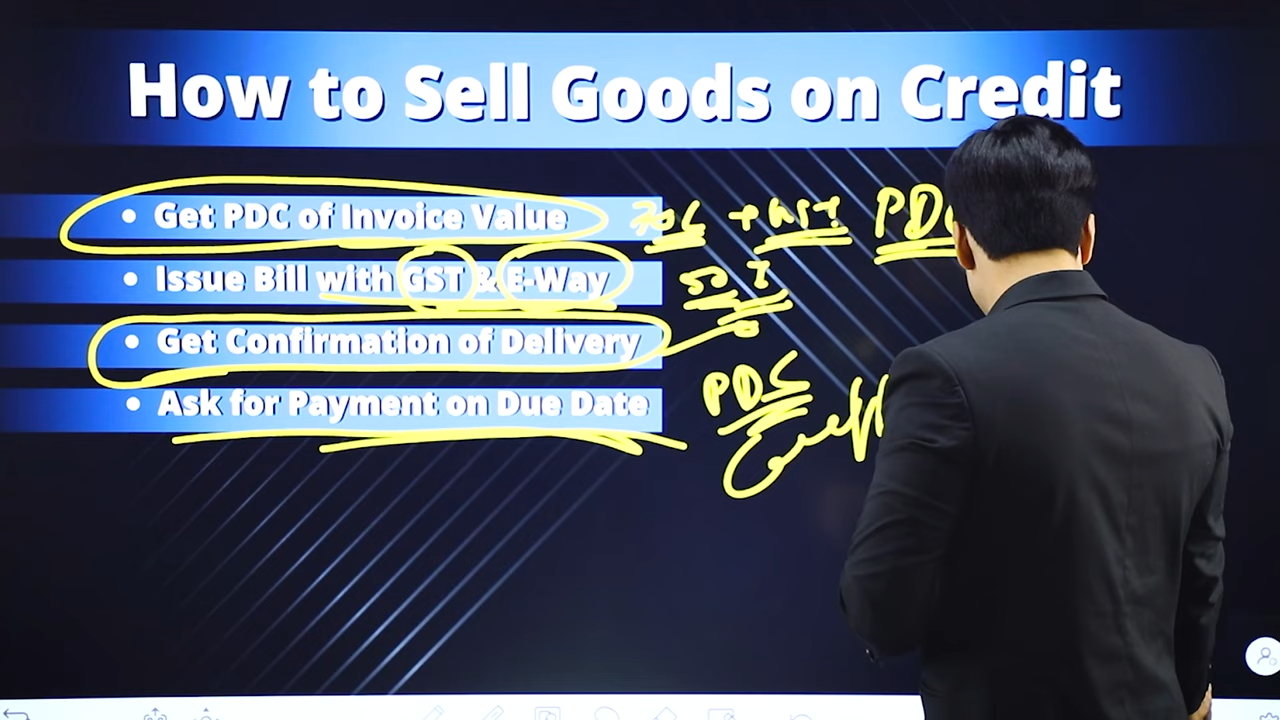 How to Sell Goods on Credit
• Get PDC of Invoice Value
+ GST PDC
• Issue Bill with GST & E-Way
• Get Confirmation of Delivery
PDC
• Ask for Payment on Due Date